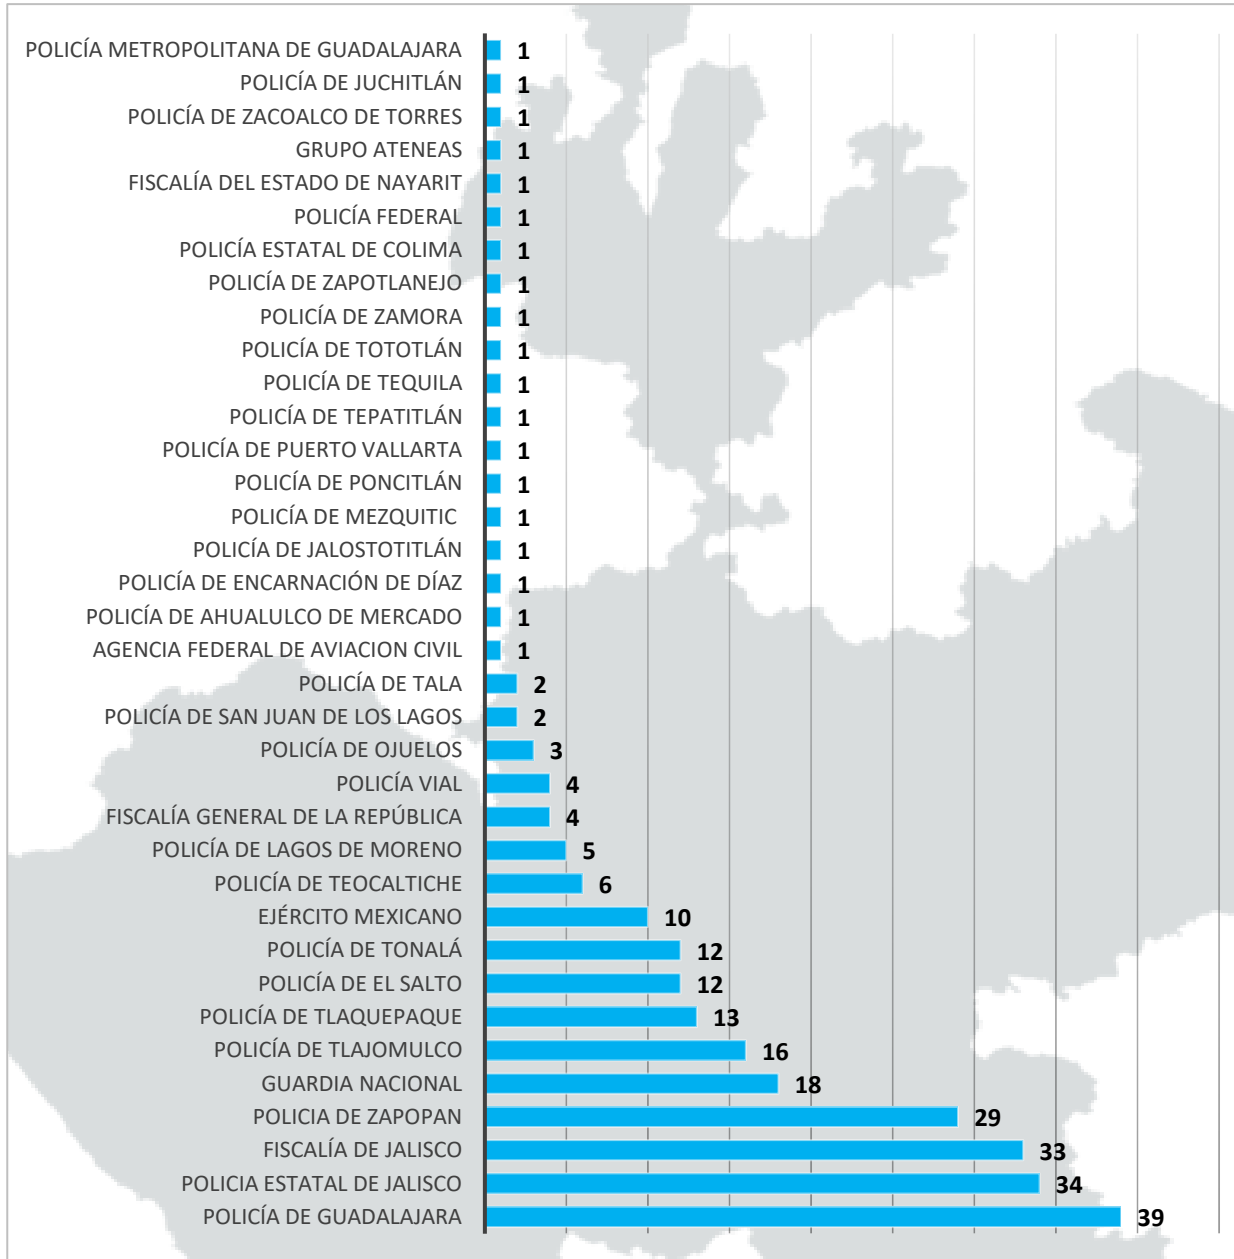 POLICÍA METROPOLITANA DE GUADALAJARA 1
POLICÍA DE JUCHITLÁN 1
POLICÍA DE ZACOALCO DE TORRES 1
GRUPO ATENEAS 1
FISCALÍA DEL ESTADO DE NAYARIT 1
POLICÍA FEDERAL 1
POLICÍA ESTATAL DE COLIMA 1
POLICÍA DE ZAPOTLANEJO 1
POLICÍA DE ZAMORA 1
POLICÍA DE TOTOTLÁN 1
POLICÍA DE TEQUILA 1
POLICÍA DE TEPATITLÁN 1
POLICÍA DE PUERTO VALLARTA 1
POLICÍA DE PONCITLÁN 1
POLICÍA DE MEZQUITIC 1
POLICÍA DE JALOSTOTITLÁN 1
POLICÍA DE ENCARNACIÓN DE DÍAZ 1
POLICÍA DE AHUALULCO DE MERCADO 1
AGENCIA FEDERAL DE AVIACION CIVIL 1
POLICÍA DE TALA 2
POLICÍA DE SAN JUAN DE LOS LAGOS 2
POLICÍA DE OJUELOS 3
POLICÍA VIAL 4
FISCALÍA GENERAL DE LA REPÚBLICA 4
POLICÍA DE LAGOS DE MORENO 5
POLICÍA DE TEOCALTICHE 6
EJÉRCITO MEXICANO 10
POLICÍA DE TONALÁ 12
POLICÍA DE EL SALTO 12
POLICÍA DE TLAQUEPAQUE 13
POLICÍA DE TLAJOMULCO 16
GUARDIA NACIONAL 18
POLICIA DE ZAPOPAN 29
FISCALÍA DE JALISCO 33
POLICIA ESTATAL DE JALISCO 34
POLICÍA DE GUADALAJARA 39